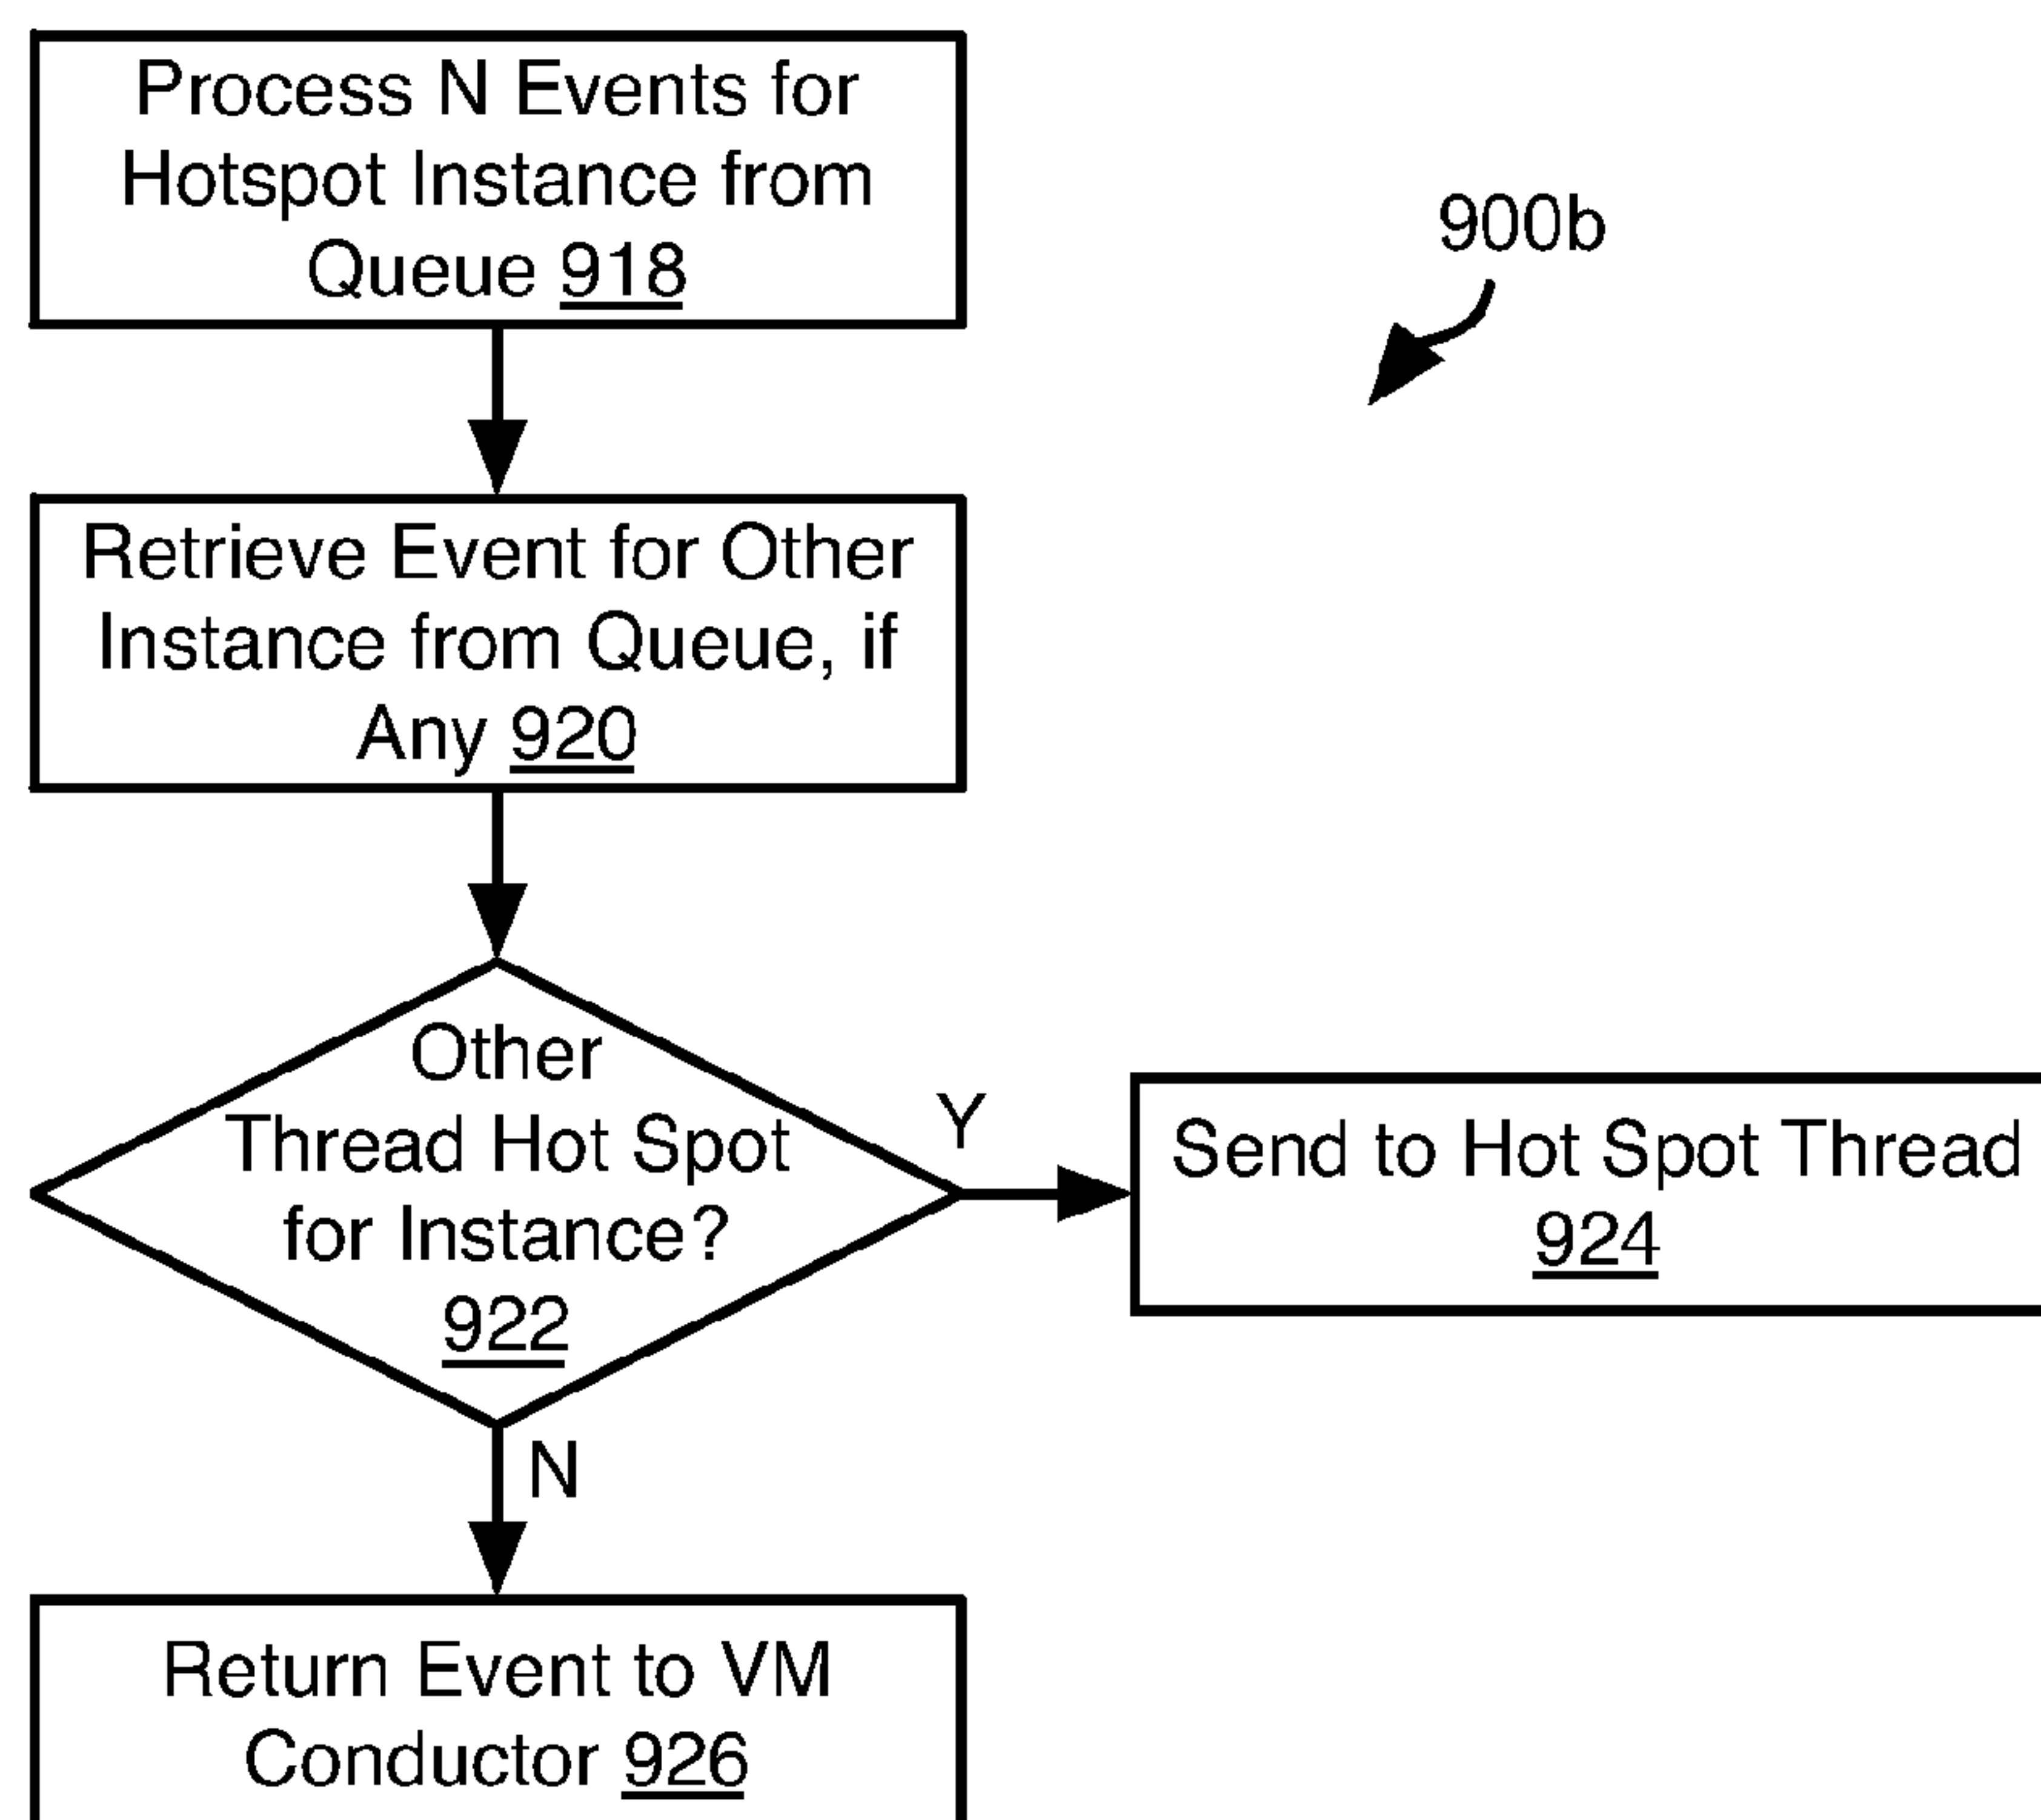 Process N Events for
Hotspot Instance from
Queue 918
900b
Retrieve Event for Other
Instance from Queue, if
Any 920
Other
Thread Hot Spot
for Instance?
922
Y
Send to Hot Spot Thread
924
N
Return Event to VM
Conductor 926